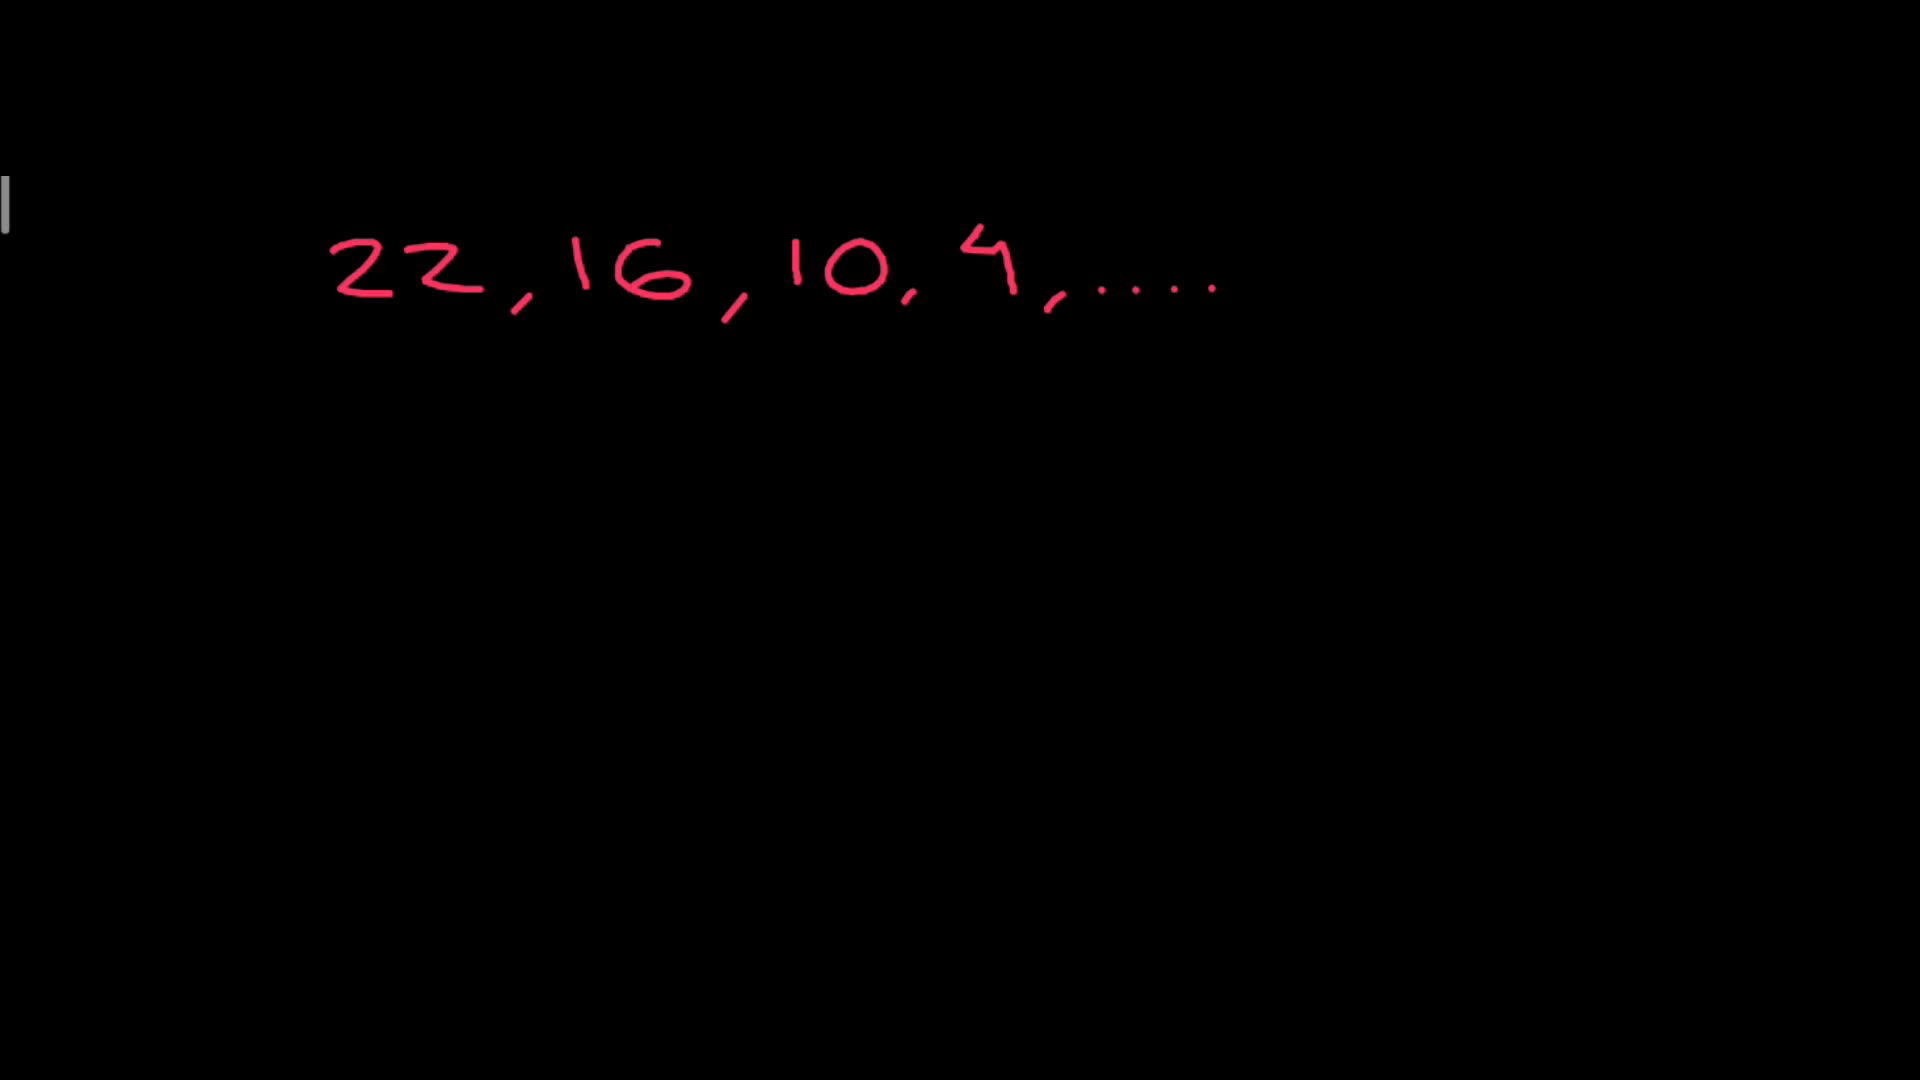 22, 16, 10, 4, ....